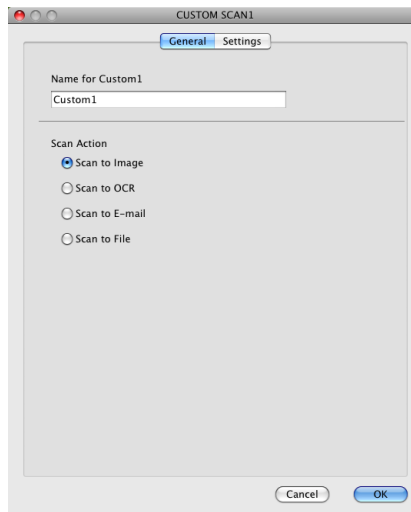 CUSTOM SCAN1
General Settings
Name for Custom1
Custom1
Scan Action
Scan to Image
Scan to OCR
Scan to E-mail
Scan to File
Cancel OK